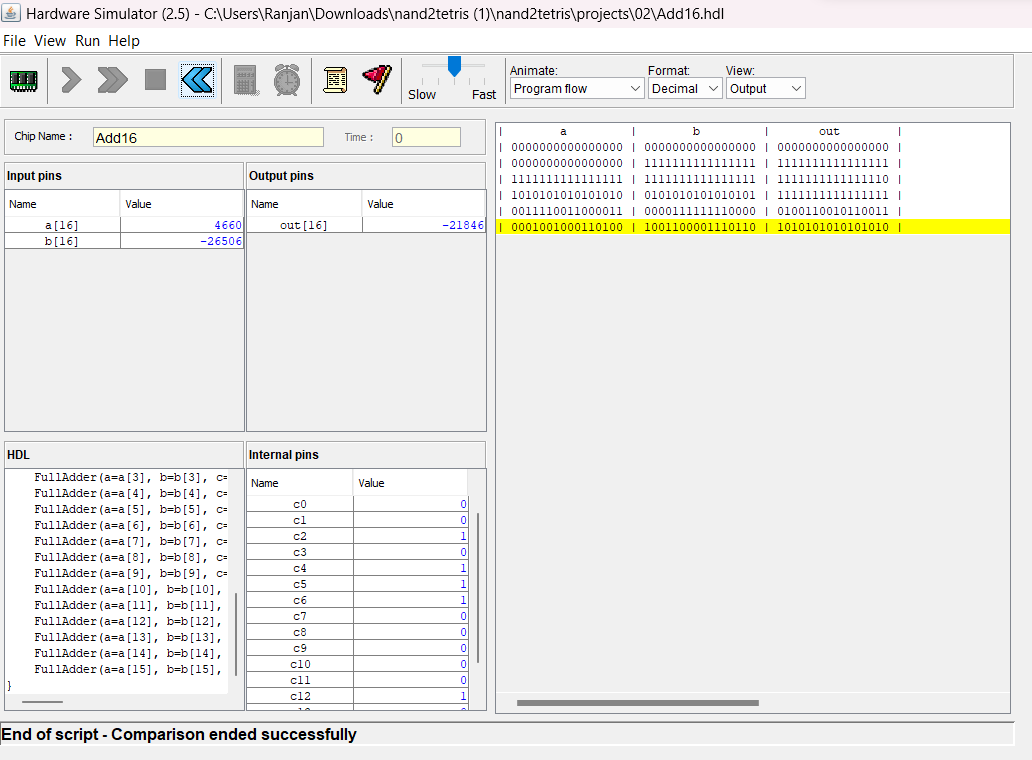 Hardware Simulator (2.5) - C:\Users\Ranjan\Downloads\nand2tetris (1)\nand2tetris\projects\02\Add16.hdl
File View Run Help
Slow Fast
Animate: Format: View:
Program flow Decimal Output
Chip Name : Add16 Time : 0
Input pins
Name Value
a[16] 4660
b[16] -26506
Output pins
Name Value
out[16] -21846
HDL
FullAdder(a=a[3], b=b[3], c=
FullAdder(a=a[4], b=b[4], c=
FullAdder(a=a[5], b=b[5], c=
FullAdder(a=a[6], b=b[6], c=
FullAdder(a=a[7], b=b[7], c=
FullAdder(a=a[8], b=b[8], c=
FullAdder(a=a[9], b=b[9], c=
FullAdder(a=a[10], b=b[10],
FullAdder(a=a[11], b=b[11],
FullAdder(a=a[12], b=b[12],
FullAdder(a=a[13], b=b[13],
FullAdder(a=a[14], b=b[14],
FullAdder(a=a[15], b=b[15],
}
Internal pins
Name Value
c0 0
c1 0
c2 1
c3 0
c4 1
c5 1
c6 1
c7 0
c8 0
c9 0
c10 0
c11 0
c12 1
| a | b | out |
| 0000000000000000 | 0000000000000000 | 0000000000000000 |
| 0000000000000000 | 1111111111111111 | 1111111111111111 |
| 1111111111111111 | 1111111111111111 | 1111111111111110 |
| 1010101010101010 | 0101010101010101 | 1111111111111111 |
| 0011110011000011 | 0000111111110000 | 0100110010110011 |
| 0001001000110100 | 1001100001110110 | 1010101010101010 |
End of script - Comparison ended successfully